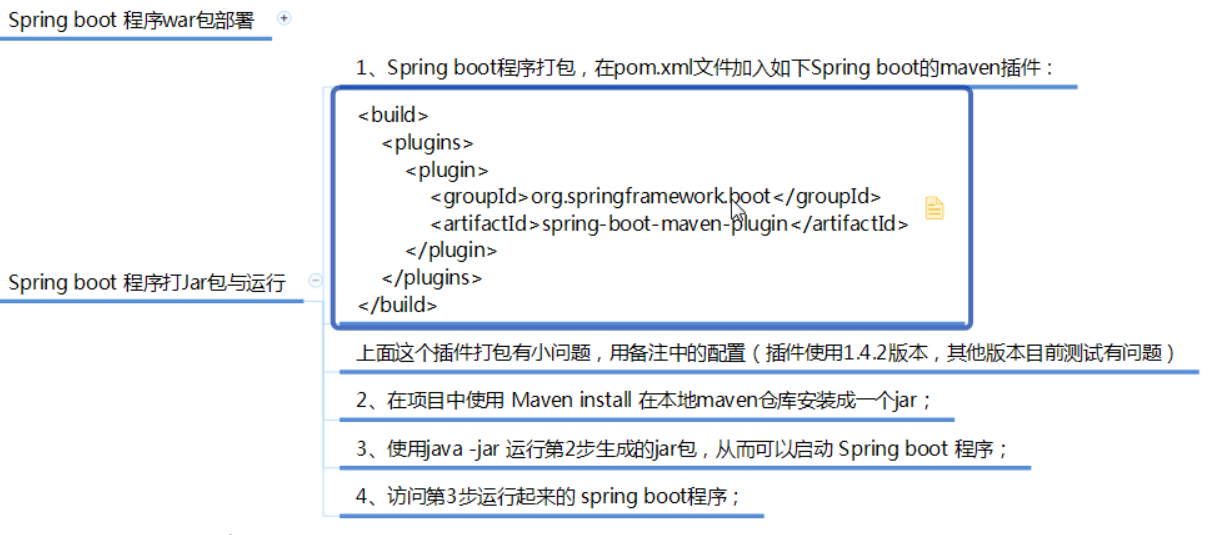 Spring boot 程序war包部署
1、Spring boot程序打包，在pom.xml文件加入如下Spring boot的maven插件：
<build>
<plugins>
<plugin>
<groupId>org.springframework.boot</groupId>
<artifactId>spring-boot-maven-plugin</artifactId>
</plugin>
</plugins>
</build>
Spring boot 程序打Jar包与运行
上面这个插件打包有小问题，用备注中的配置（插件使用1.4.2版本，其他版本目前测试有问题）
2、在项目中使用 Maven install 在本地maven仓库安装成一个jar；
3、使用java -jar 运行第2步生成的jar包，从而可以启动 Spring boot 程序；
4、访问第3步运行起来的 spring boot程序；